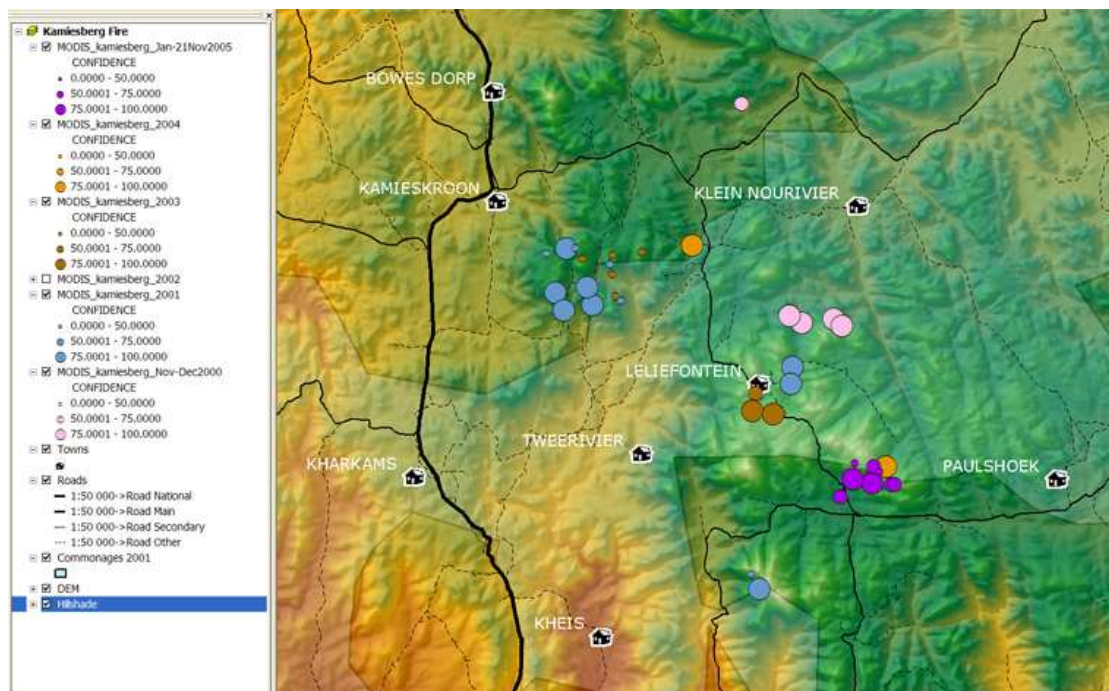 Kamiesberg Fire
MODIS_kamiesberg_Jan-21Nov2005
CONFIDENCE
0.0000 - 50.0000
50.0001 - 75.0000
75.0001 - 100.0000
MODIS_kamiesberg_2004
CONFIDENCE
0.0000 - 50.0000
50.0001 - 75.0000
75.0001 - 100.0000
MODIS_kamiesberg_2003
CONFIDENCE
0.0000 - 50.0000
50.0001 - 75.0000
75.0001 - 100.0000
MODIS_kamiesberg_2002
MODIS_kamiesberg_2001
CONFIDENCE
0.0000 - 50.0000
50.0001 - 75.0000
75.0001 - 100.0000
MODIS_kamiesberg_Nov-Dec2000
CONFIDENCE
0.0000 - 50.0000
50.0001 - 75.0000
75.0001 - 100.0000
Towns
Roads
1:50 000->Road National
1:50 000->Road Main
1:50 000->Road Secondary
1:50 000->Road Other
Commonages 2001
DEM
Hillshade
BOWES DORP
KAMIESKROON
KLEIN NOURIVIER
LELIEFONTEIN
TWEERIVIER
KHARKAMS
PAULSHOEK
KHEIS